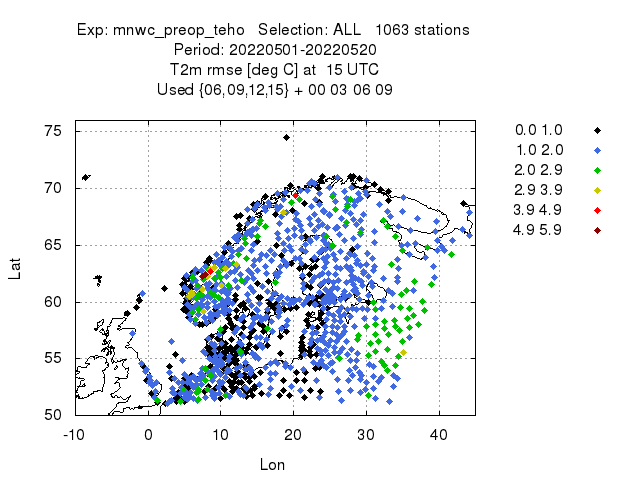 Exp: mnwc_preop_teho   Selection: ALL   1063 stations
Period: 20220501-20220520
T2m rmse [deg C] at  15 UTC
Used {06,09,12,15} + 00 03 06 09
0.0 1.0
1.0 2.0
2.0 2.9
2.9 3.9
3.9 4.9
4.9 5.9
75
70
65
60
55
50
Lat
-10 0 10 20 30 40
Lon